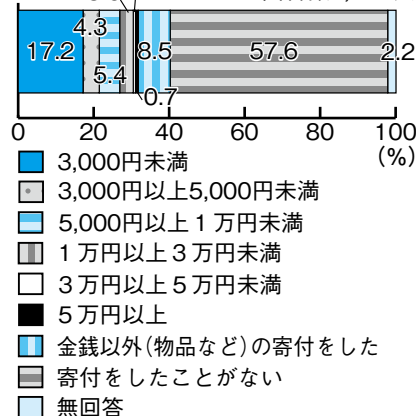 4.3
17.2 8.5 57.6 2.2
5.4
0.7
0 20 40 60 80 100
(%)
3,000円未満
3,000円以上5,000円未満
5,000円以上1万円未満
1万円以上3万円未満
3万円以上5万円未満
5万円以上
金銭以外(物品など)の寄付をした
寄付をしたことがない
無回答